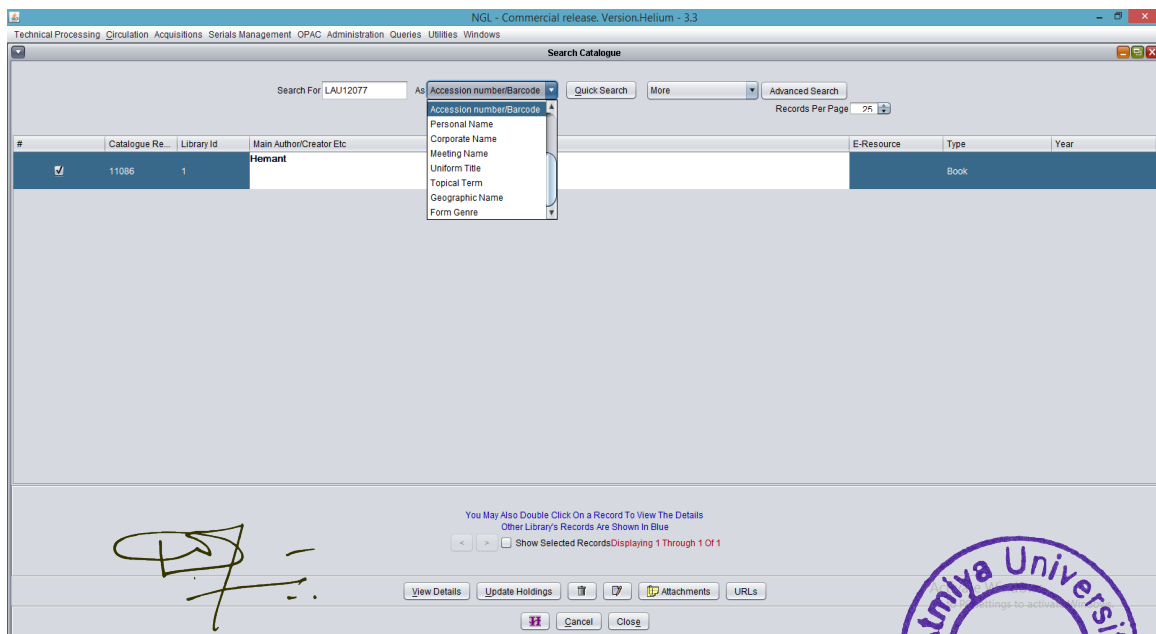 NGL - Commercial release. Version.Helium - 3.3
Technical Processing Circulation Acquisitions Serials Management OPAC Administration Queries Utilities Windows
Search Catalogue
Search For LAU12077 As Accession number/Barcode Quick Search More Advanced Search
Records Per Page 25
Accession number/Barcode
Personal Name
Corporate Name
Meeting Name
Uniform Title
Topical Term
Geographic Name
Form Genre
# Catalogue Re... Library Id Main Author/Creator Etc E-Resource Type Year
11086 1 Hemant Book
You May Also Double Click On a Record To View The Details
Other Library's Records Are Shown In Blue
< > Show Selected Records Displaying 1 Through 1 Of 1
View Details Update Holdings Attachments URLs
Cancel Close
University
settings to activate Windows.